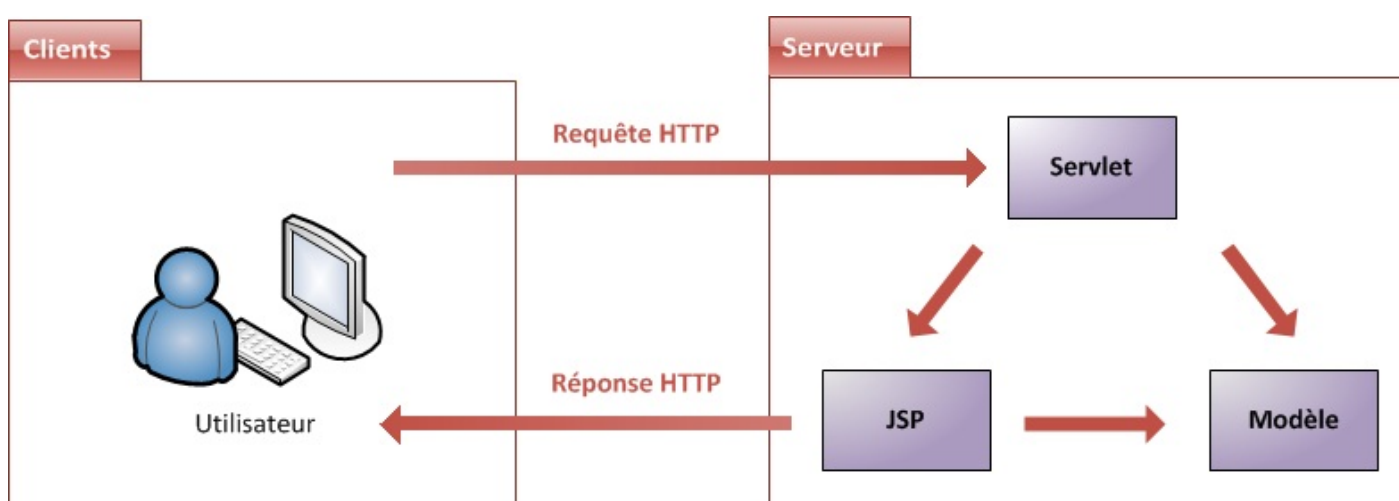 Clients
Serveur
Requête HTTP
Servlet
Réponse HTTP
Utilisateur
JSP
Modèle